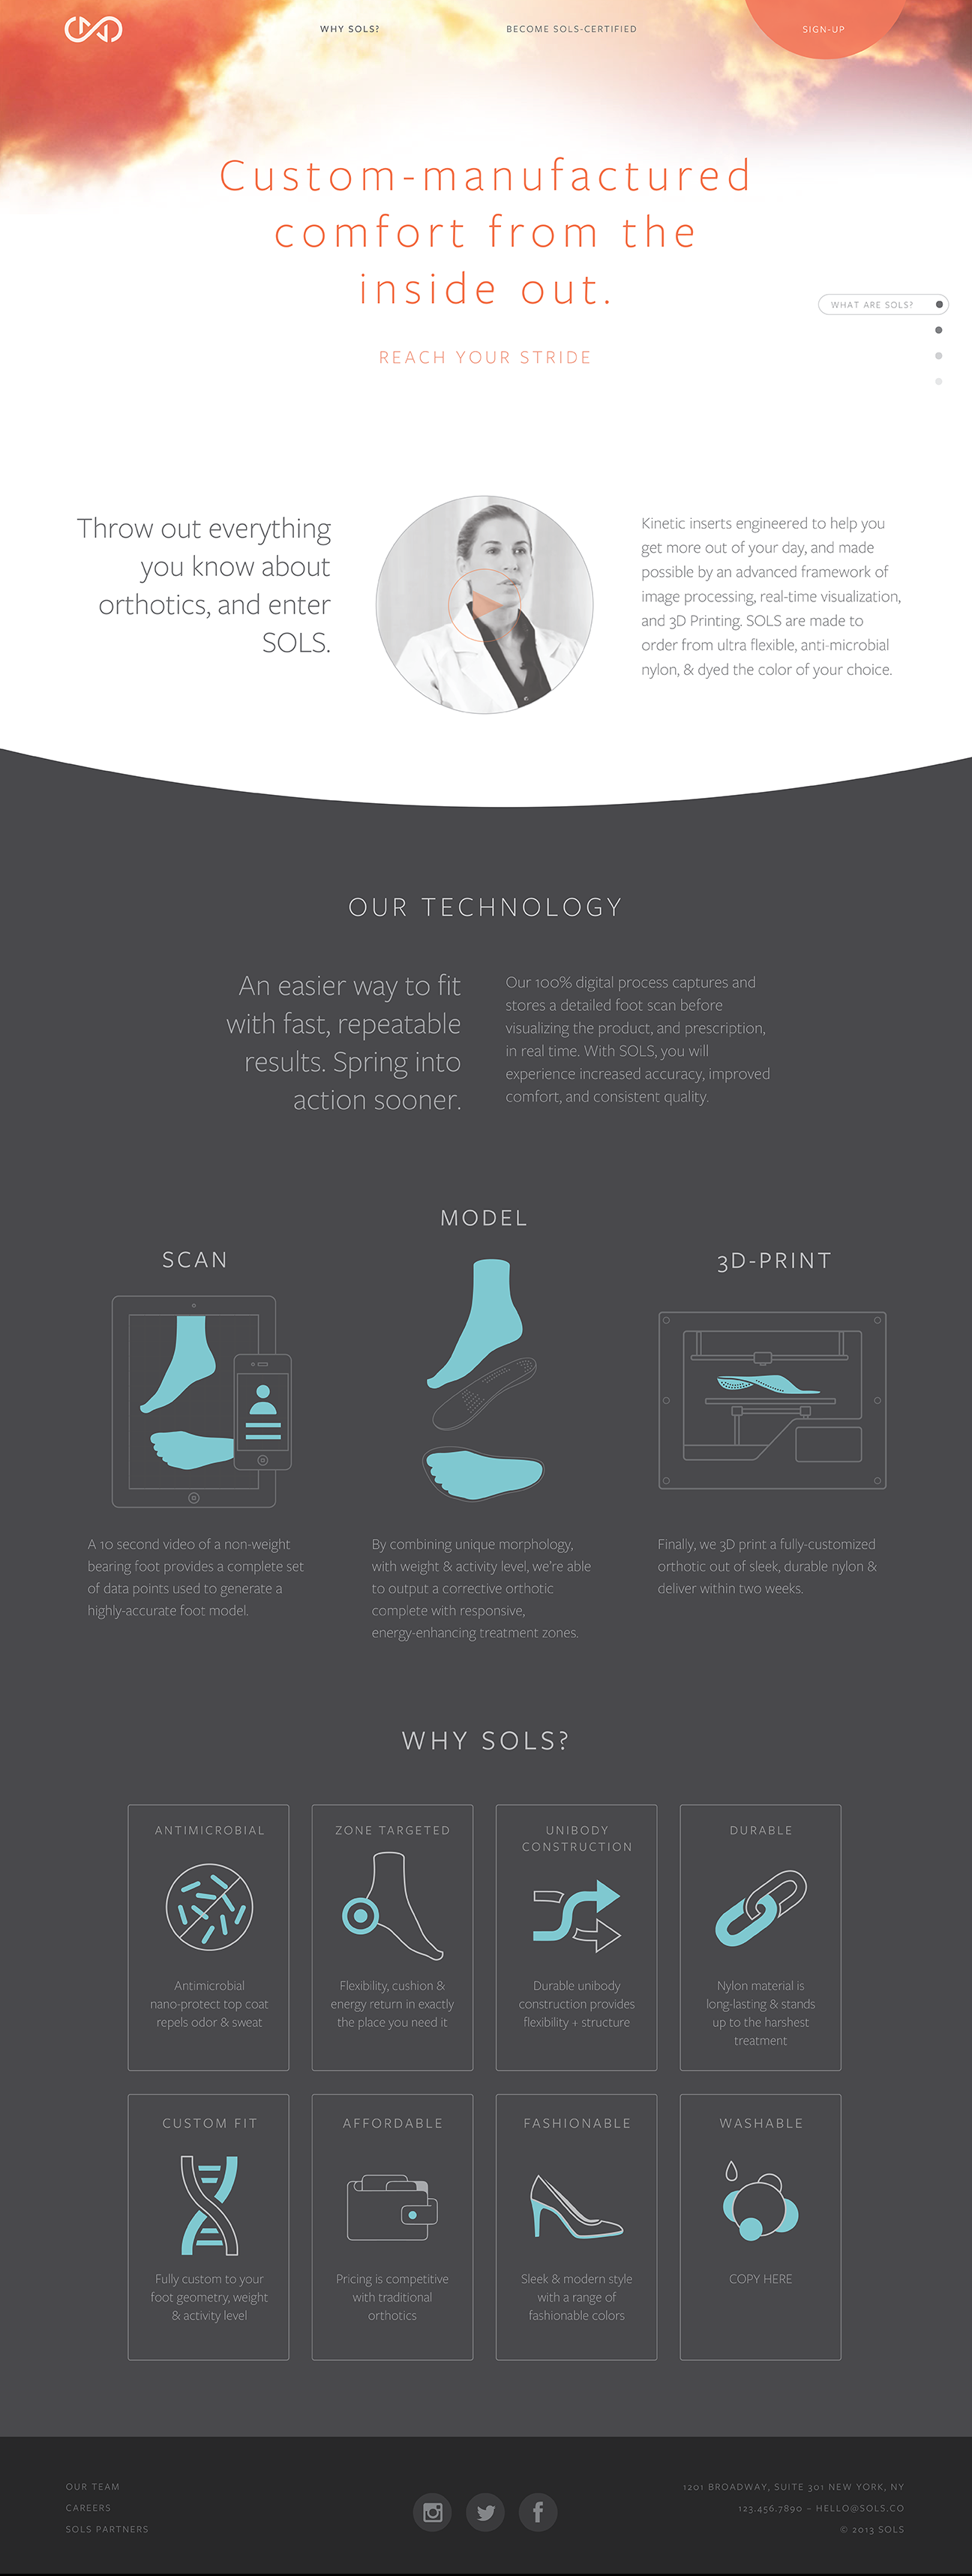 WHY SOLS?
BECOME SOLS-CERTIFIED
SIGN-UP
Custom-manufactured
comfort from the
inside out.
WHAT ARE SOLS?
REACH YOUR STRIDE
Throw out everything
you know about
orthotics, and enter
SOLS.
Kinetic inserts engineered to help you
get more out of your day, and made
possible by an advanced framework of
image processing, real-time visualization,
and 3D Printing. SOLS are made to
order from ultra flexible, anti-microbial
nylon, & dyed the color of your choice.
OUR TECHNOLOGY
An easier way to fit
with fast, repeatable
results. Spring into
action sooner.
Our 100% digital process captures and
stores a detailed foot scan before
visualizing the product, and prescription,
in real time. With SOLS, you will
experience increased accuracy, improved
comfort, and consistent quality.
SCAN
A 10 second video of a non-weight
bearing foot provides a complete set
of data points used to generate a
highly-accurate foot model.
MODEL
By combining unique morphology,
with weight & activity level, we're able
to output a corrective orthotic
complete with responsive,
energy-enhancing treatment zones.
3D-PRINT
Finally, we 3D print a fully-customized
orthotic out of sleek, durable nylon &
deliver within two weeks.
WHY SOLS?
ANTIMICROBIAL
Antimicrobial
nano-protect top coat
repels odor & sweat
ZONE TARGETED
Flexibility, cushion &
energy return in exactly
the place you need it
UNIBODY
CONSTRUCTION
Durable unibody
construction provides
flexibility + structure
DURABLE
Nylon material is
long-lasting & stands
up to the harshest
treatment
CUSTOM FIT
Fully custom to your
foot geometry, weight
& activity level
AFFORDABLE
Pricing is competitive
with traditional
orthotics
FASHIONABLE
Sleek & modern style
with a range of
fashionable colors
WASHABLE
COPY HERE
OUR TEAM
CAREERS
SOLS PARTNERS
1201 BROADWAY, SUITE 301 NEW YORK, NY
123.456.7890 – HELLO@SOLS.CO
© 2013 SOLS